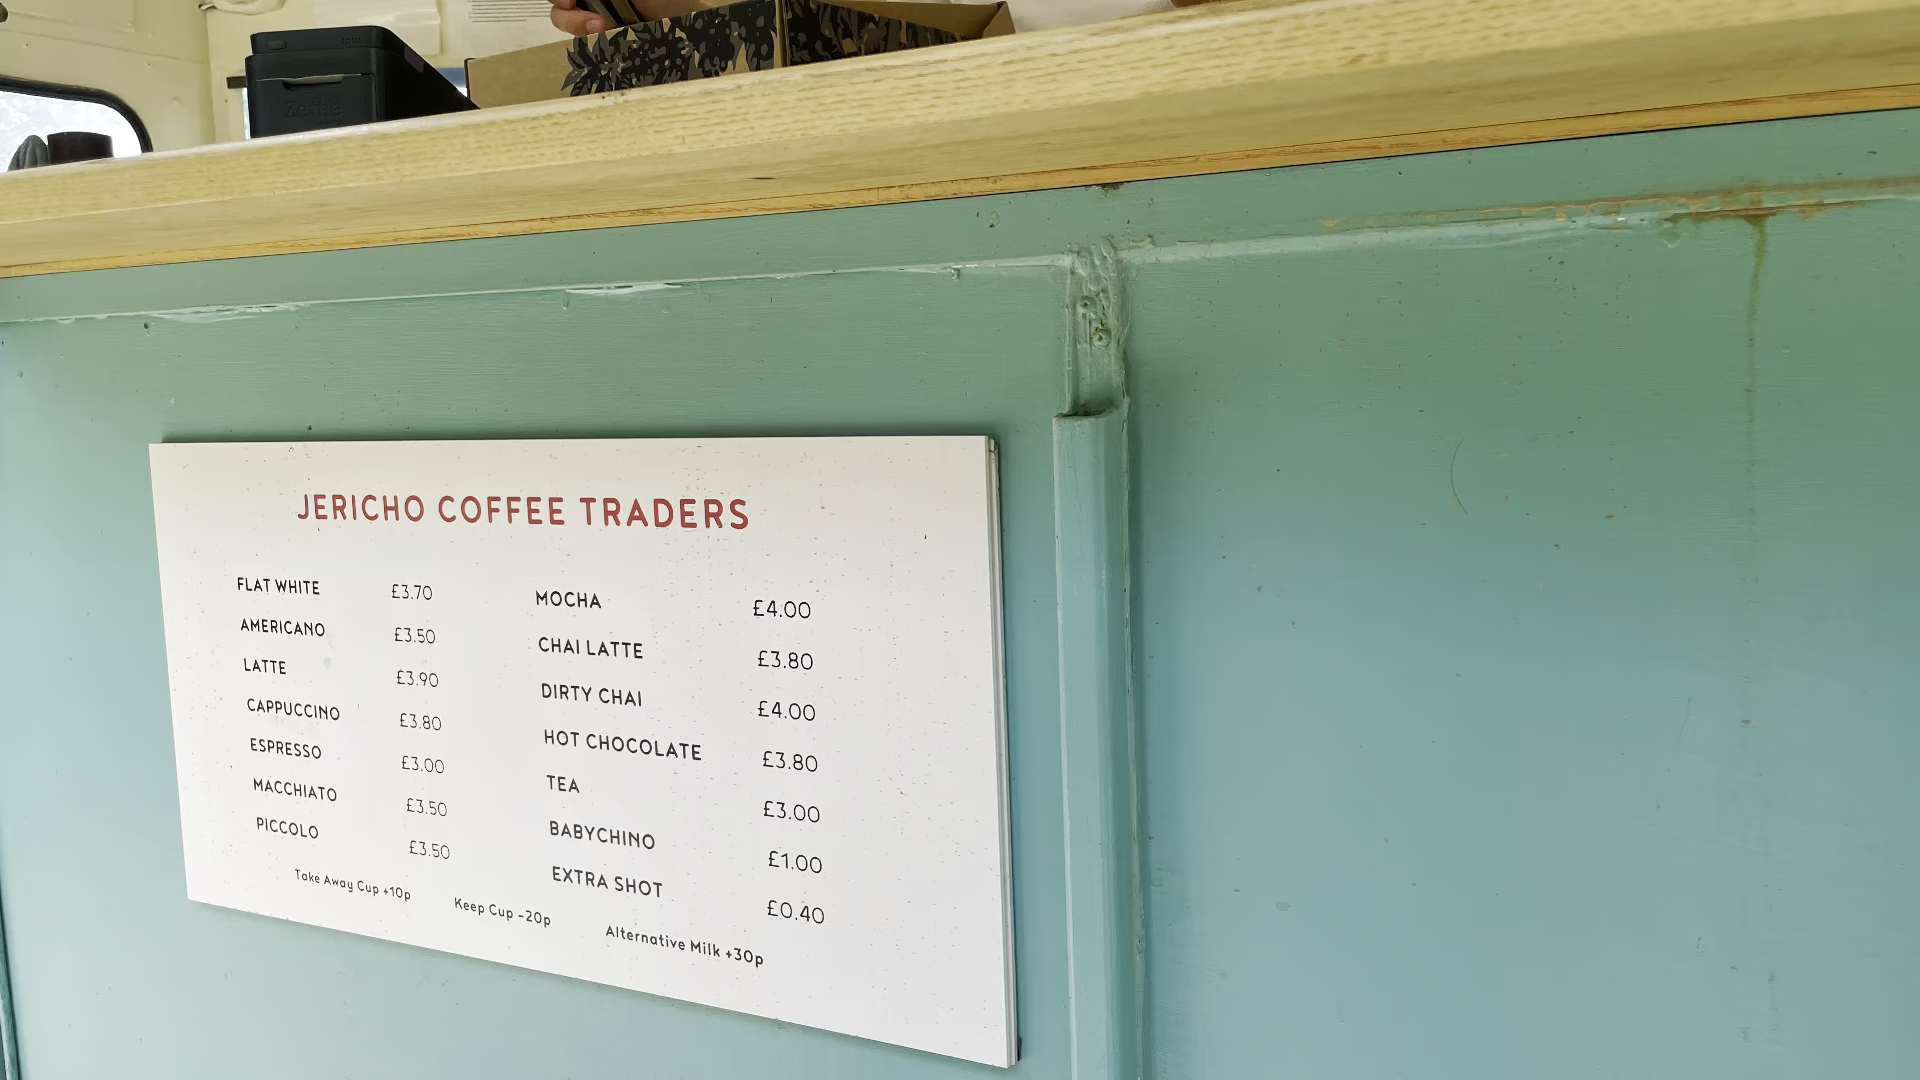 JERICHO COFFEE TRADERS
FLAT WHITE £3.70
AMERICANO £3.50
LATTE £3.90
CAPPUCCINO £3.80
ESPRESSO £3.00
MACCHIATO £3.50
PICCOLO £3.50
MOCHA £4.00
CHAI LATTE £3.80
DIRTY CHAI £4.00
HOT CHOCOLATE £3.80
TEA £3.00
BABYCHINO £1.00
EXTRA SHOT £0.40
Take Away Cup +10p
Keep Cup -20p
Alternative Milk +30p